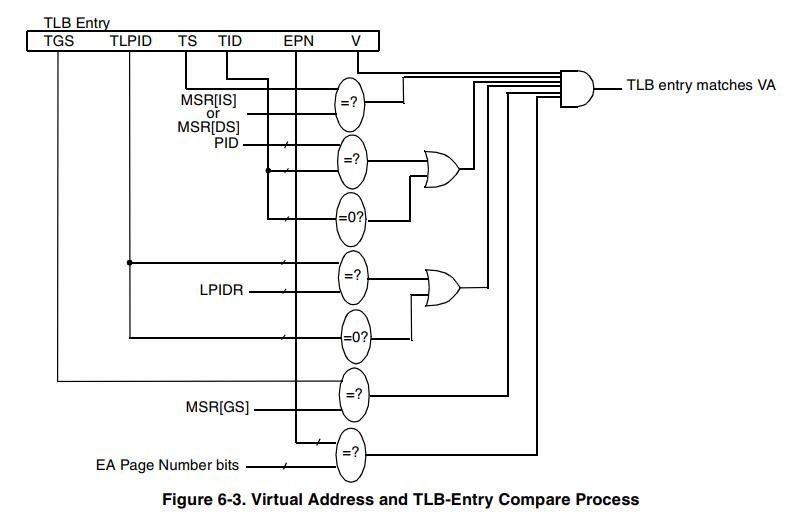 TLB Entry
TGS TLPID TS TID EPN V
TLB entry matches VA
MSR[IS]
or
MSR[DS]
=?
PID
=?
=0?
=?
LPIDR
=0?
=?
MSR[GS]
=?
EA Page Number bits
Figure 6-3. Virtual Address and TLB-Entry Compare Process